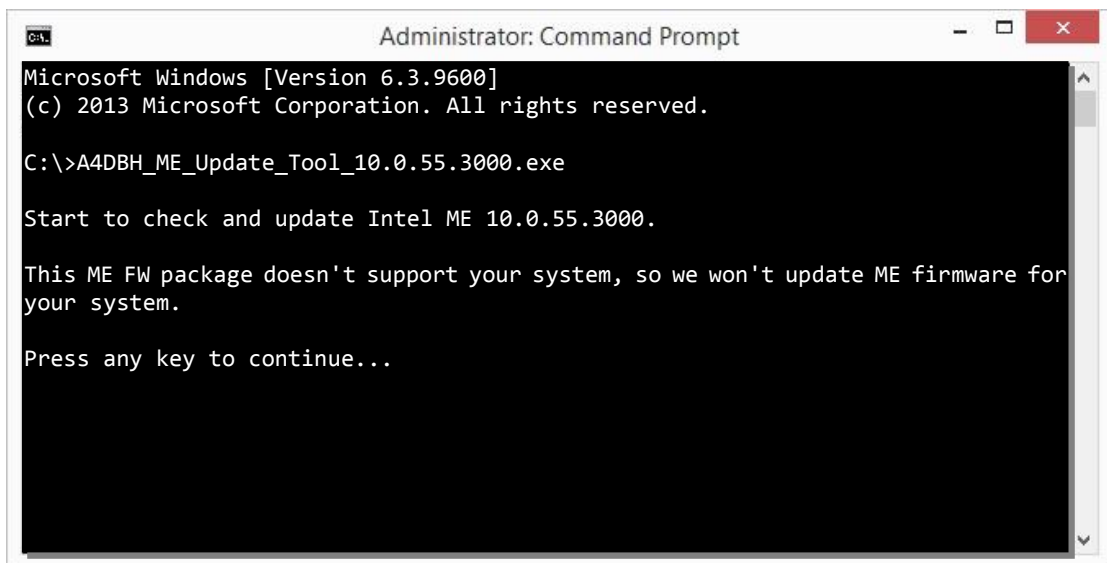 Administrator: Command Prompt
Microsoft Windows [Version 6.3.9600]
(c) 2013 Microsoft Corporation. All rights reserved.
C:\>A4DBH_ME_Update_Tool_10.0.55.3000.exe
Start to check and update Intel ME 10.0.55.3000.
This ME FW package doesn't support your system, so we won't update ME firmware for
your system.
Press any key to continue...